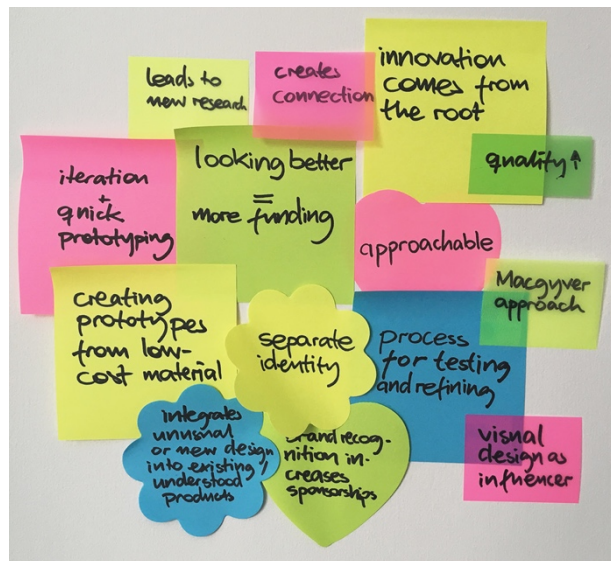 leads to
new research
creates
connection
innovation
comes from
the root
quality↑
iteration
+
quick
prototyping
looking better
=
more funding
approachable
Macgyver
approach
creating
prototypes
from low-
cost material
separate
identity
process
for testing
and refining
integrates
unusual
or new design
into existing/
understood
products
brand recog-
nition in-
creases
sponsorships
visual
design as
influencer